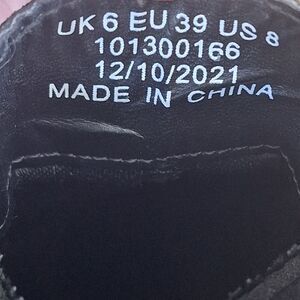 UK 6 EU 39 US 8
101300166
12/10/2021
MADE IN CHINA